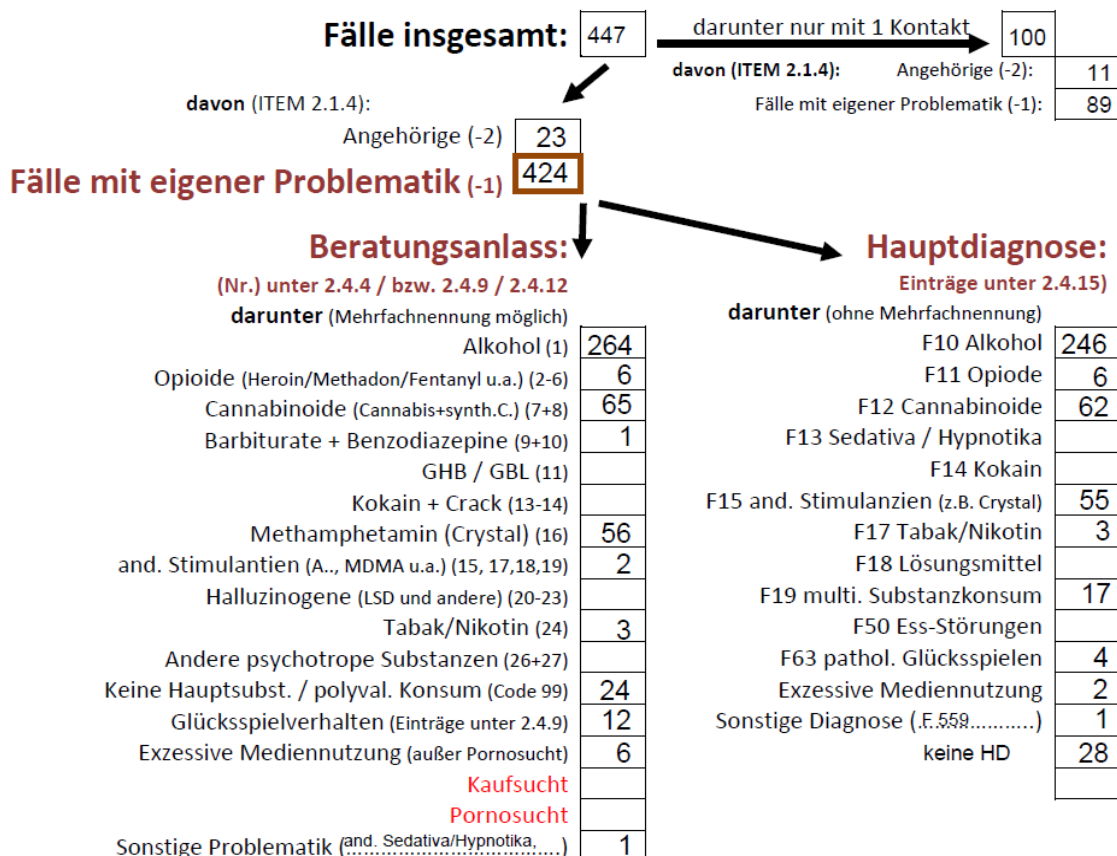 Fälle insgesamt: 447 darunter nur mit 1 Kontakt 100
davon (ITEM 2.1.4): Angehörige (-2): 11
Fälle mit eigener Problematik (-1): 89
davon (ITEM 2.1.4):
Angehörige (-2) 23
Fälle mit eigener Problematik (-1) 424
Beratungsanlass:
(Nr.) unter 2.4.4 / bzw. 2.4.9 / 2.4.12
darunter (Mehrfachnennung möglich)
Alkohol (1) 264
Opioide (Heroin/Methadon/Fentanyl u.a.) (2-6) 6
Cannabinoide (Cannabis+synth.C.) (7+8) 65
Barbiturate + Benzodiazepine (9+10) 1
GHB / GBL (11)
Kokain + Crack (13-14)
Methamphetamin (Crystal) (16) 56
and. Stimulantien (A.., MDMA u.a.) (15, 17,18,19) 2
Halluzinogene (LSD und andere) (20-23)
Tabak/Nikotin (24) 3
Andere psychotrope Substanzen (26+27)
Keine Hauptsubst. / polyval. Konsum (Code 99) 24
Glücksspielverhalten (Einträge unter 2.4.9) 12
Exzessive Mediennutzung (außer Pornosucht) 6
Kaufsucht
Pornosucht
Sonstige Problematik (and. Sedativa/Hypnotika,....) 1
Hauptdiagnose:
Einträge unter 2.4.15)
darunter (ohne Mehrfachnennung)
F10 Alkohol 246
F11 Opiode 6
F12 Cannabinoide 62
F13 Sedativa / Hypnotika
F14 Kokain
F15 and. Stimulanzien (z.B. Crystal) 55
F17 Tabak/Nikotin 3
F18 Lösungsmittel
F19 multi. Substanzkonsum 17
F50 Ess-Störungen
F63 pathol. Glücksspielen 4
Exzessive Mediennutzung 2
Sonstige Diagnose (.F 559...........) 1
keine HD 28